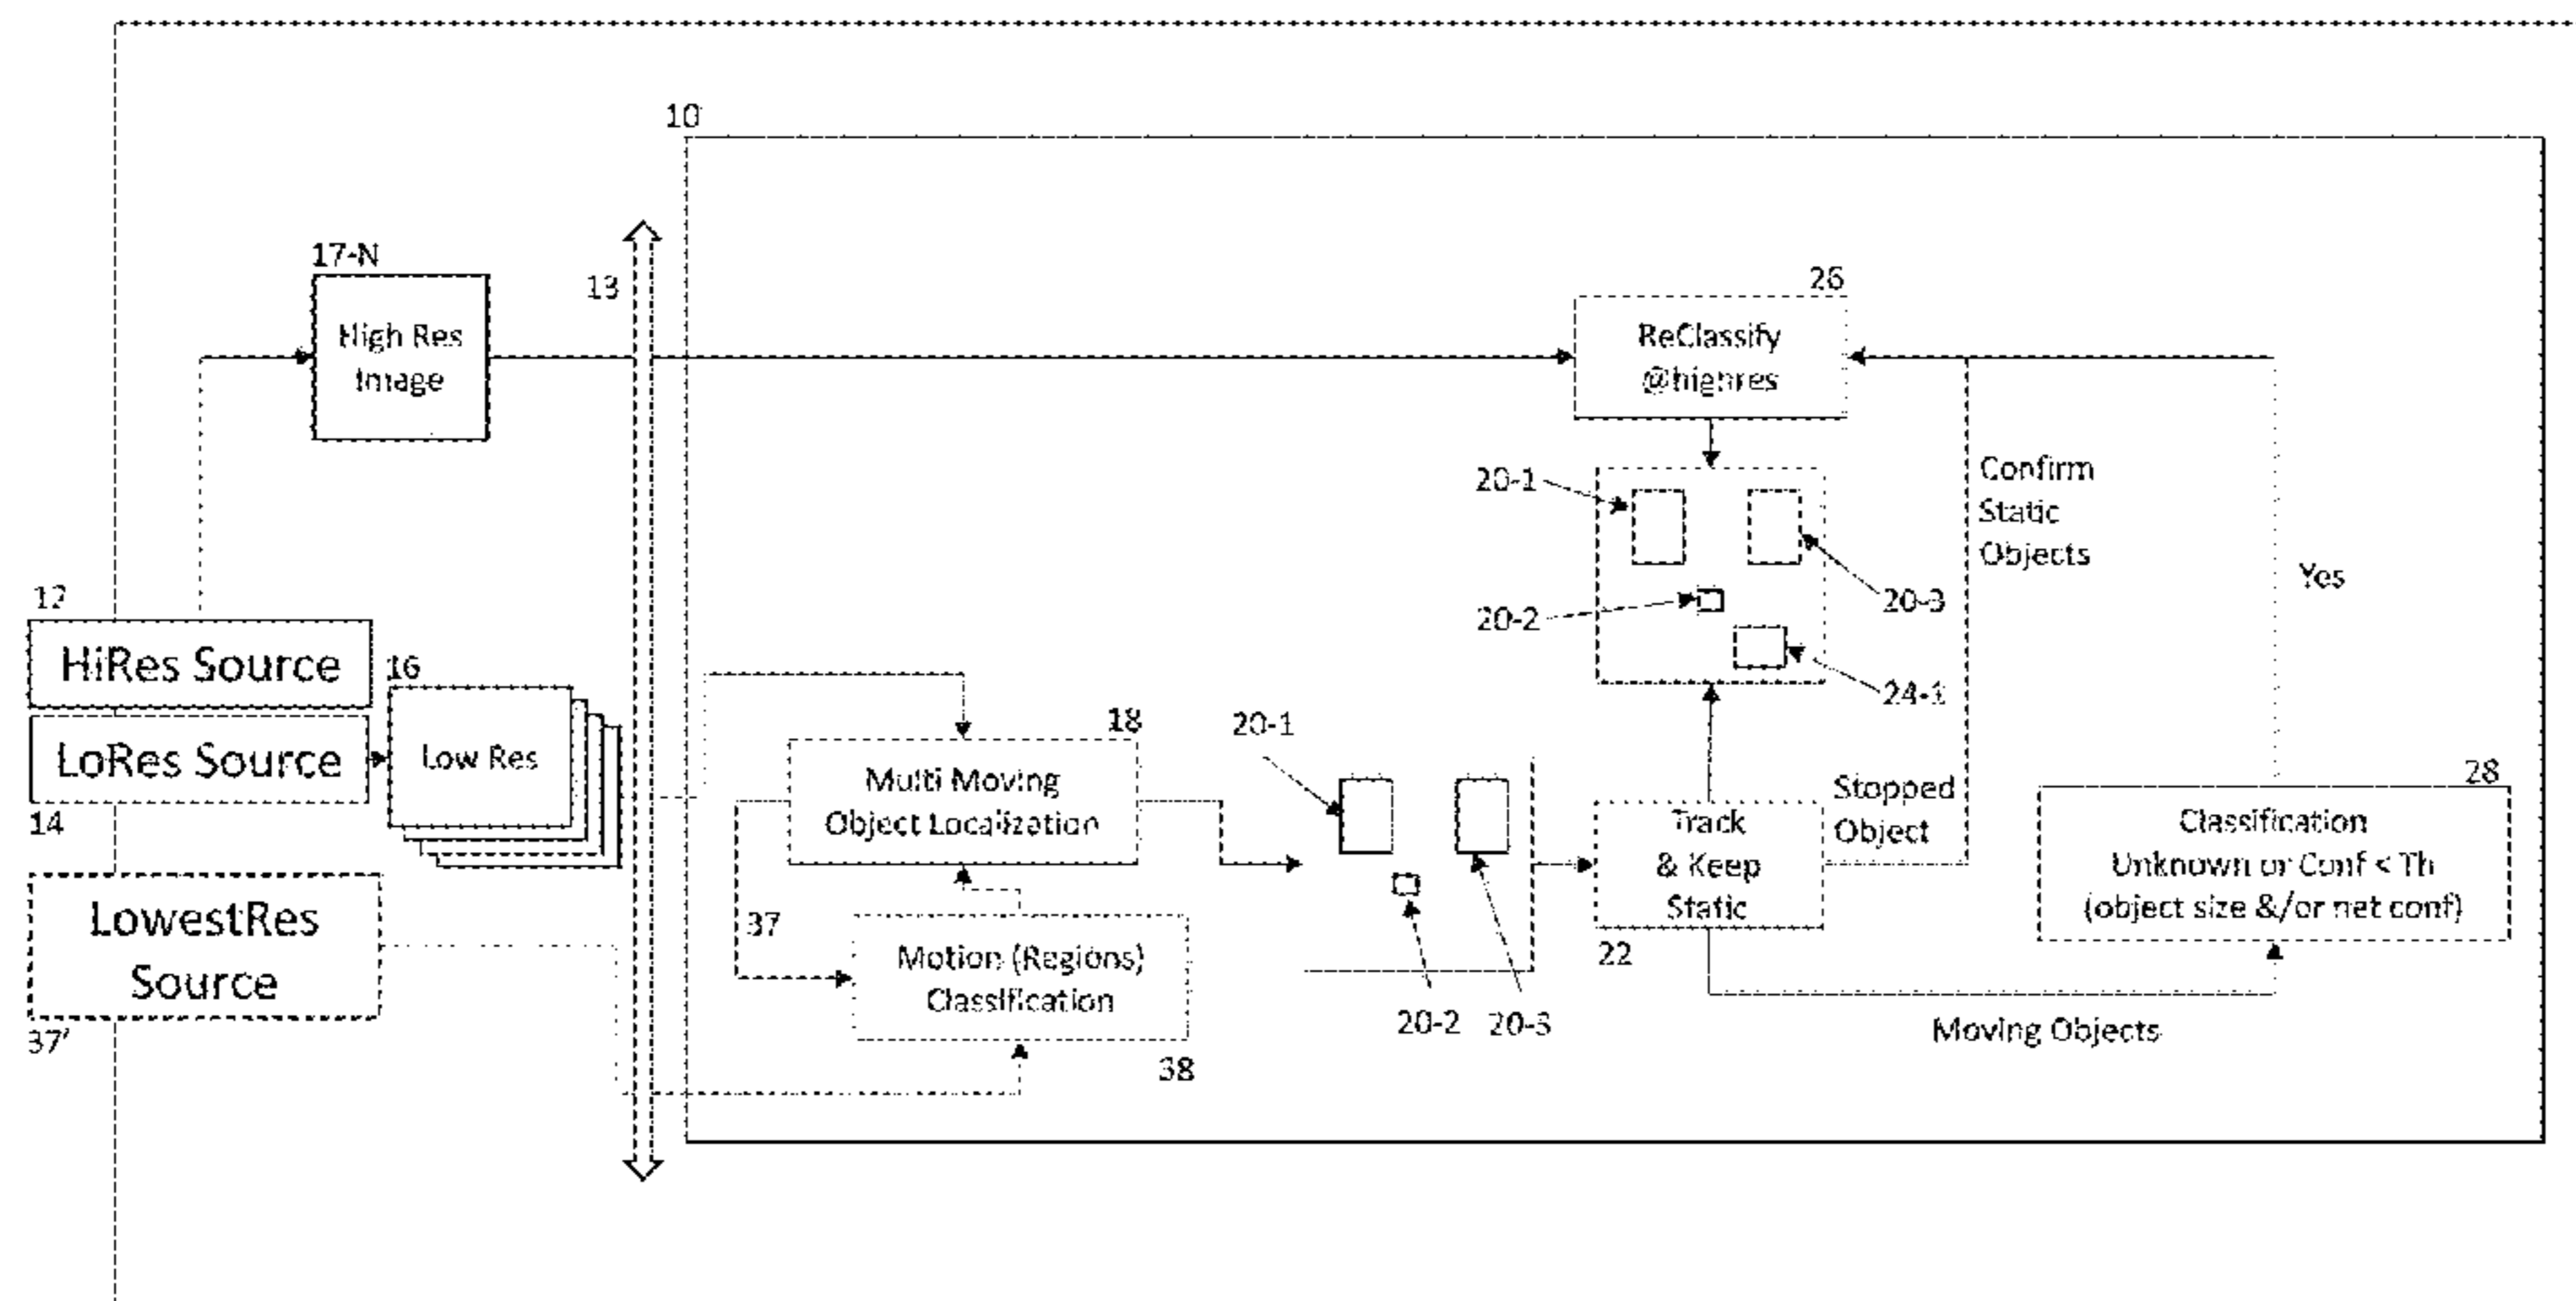 10
17-N
High Res
Image
13
26
ReClassify
@highres
20-1
20-3
20-2
24-1
Confirm
Static
Objects
Yes
12
HiRes Source
LoRes Source
14
16
Low Res
LowestRes
Source
37'
18
Multi Moving
Object Localization
37
Motion (Regions)
Classification
38
20-1
20-2
20-3
Track
& Keep
Static
22
Stopped
Object
Moving Objects
28
Classification
Unknown or Conf < Th
(object size &/or net conf)